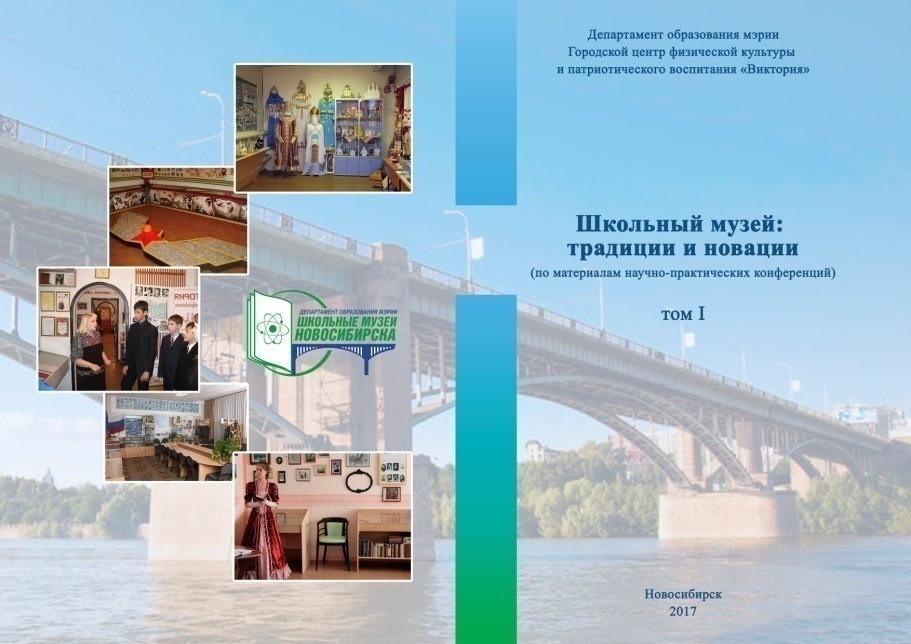 Департамент образования мэрии
Городской центр физической культуры
и патриотического воспитания «Виктория»
Школьный музей:
традиции и новации
(по материалам научно-практических конференций)
том I
Новосибирск
2017
ДЕПАРТАМЕНТ ОБРАЗОВАНИЯ МЭРИИ
ШКОЛЬНЫЕ МУЗЕИ
НОВОСИБИРСКА